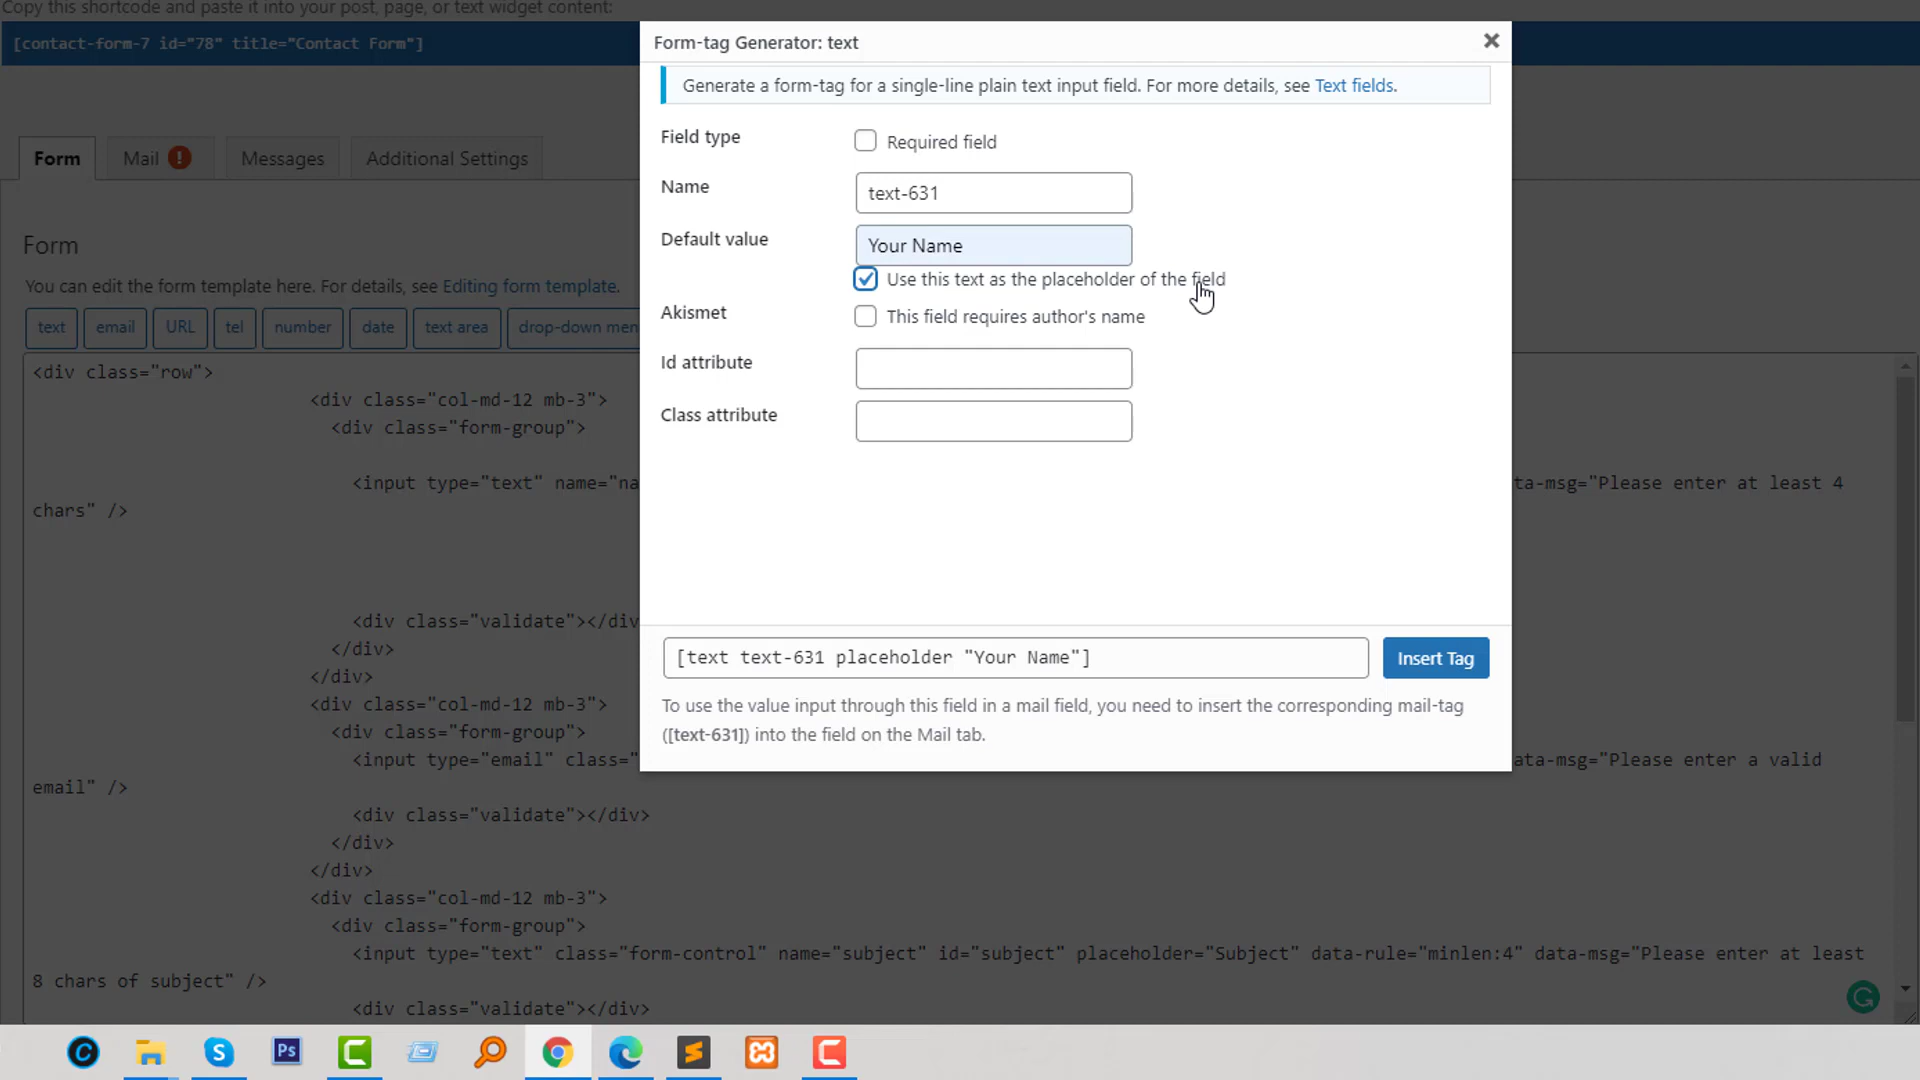 Copy this shortcode and paste it into your post, page, or text widget content:
[contact-form-7 id="78" title="Contact Form"]
Form-tag Generator: text
Generate a form-tag for a single-line plain text input field. For more details, see Text fields.
Form
Mail
!
Messages
Additional Settings
Field type
Required field
Name
text-631
Default value
Your Name
Use this text as the placeholder of the field
Akismet
This field requires author's name
Id attribute
Class attribute
[text text-631 placeholder "Your Name"]
Insert Tag
To use the value input through this field in a mail field, you need to insert the corresponding mail-tag
([text-631]) into the field on the Mail tab.
Form
You can edit the form template here. For details, see Editing form template.
text
email
URL
tel
number
date
text area
drop-down men
<div class="row">
<div class="col-md-12 mb-3">
<div class="form-group">
<input type="text" name="na ta-msg="Please enter at least 4
chars" />
<div class="validate"></div
</div>
</div>
<div class="col-md-12 mb-3">
<div class="form-group">
<input type="email" class=" data-msg="Please enter a valid
email" />
<div class="validate"></div>
</div>
</div>
<div class="col-md-12 mb-3">
<div class="form-group">
<input type="text" class="form-control" name="subject" id="subject" placeholder="Subject" data-rule="minlen:4" data-msg="Please enter at least
8 chars of subject" />
<div class="validate"></div>
Ps